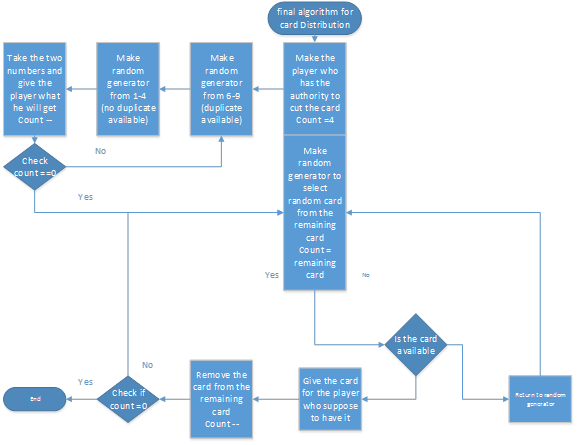 final algorithm for
card Distribution
Take the two
numbers and
give the
player what
he will get
Count --
Make
random
generator
from 1-4
(no duplicate
available)
Make
random
generator
from 6-9
(duplicate
available)
Make the
player who
has the
authority to
cut the card
Count =4
No
Check
count ==0
Make
random
generator to
select
random card
from the
remaining
card
Count =
remaining
card
Yes
Yes
No
Is the card
available
No
Yes
End
Check if
count = 0
Remove the
card from the
remaining
card
Count --
Give the card
for the player
who suppose
to have it
Return to random
generator